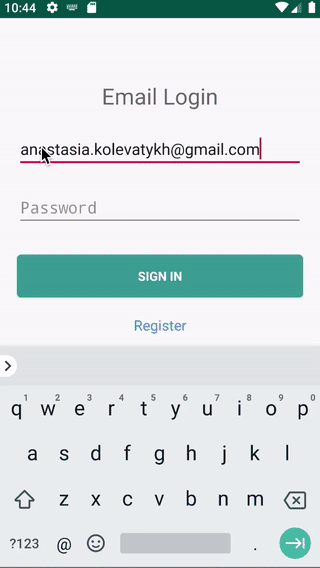 10:44
Email Login
anastasia.kolevatykh@gmail.com
Password
SIGN IN
Register
1 2 3 4 5 6 7 8 9 0
q w e r t y u i o p
a s d f g h j k l
z x c v b n m
?123 @ .